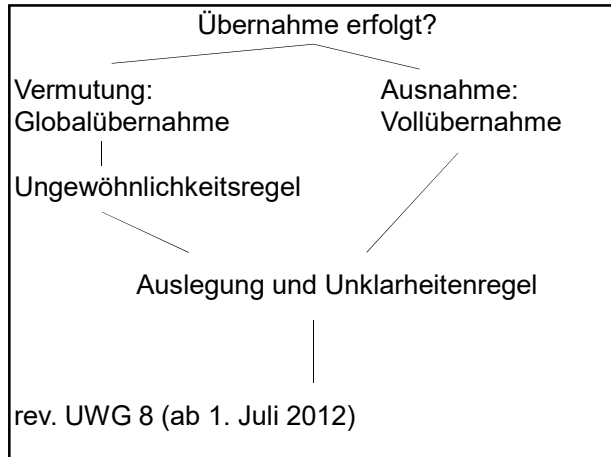 Übernahme erfolgt?
Vermutung:
Globalübernahme
Ausnahme:
Vollübernahme
Ungewöhnlichkeitsregel
Auslegung und Unklarheitenregel
rev. UWG 8 (ab 1. Juli 2012)